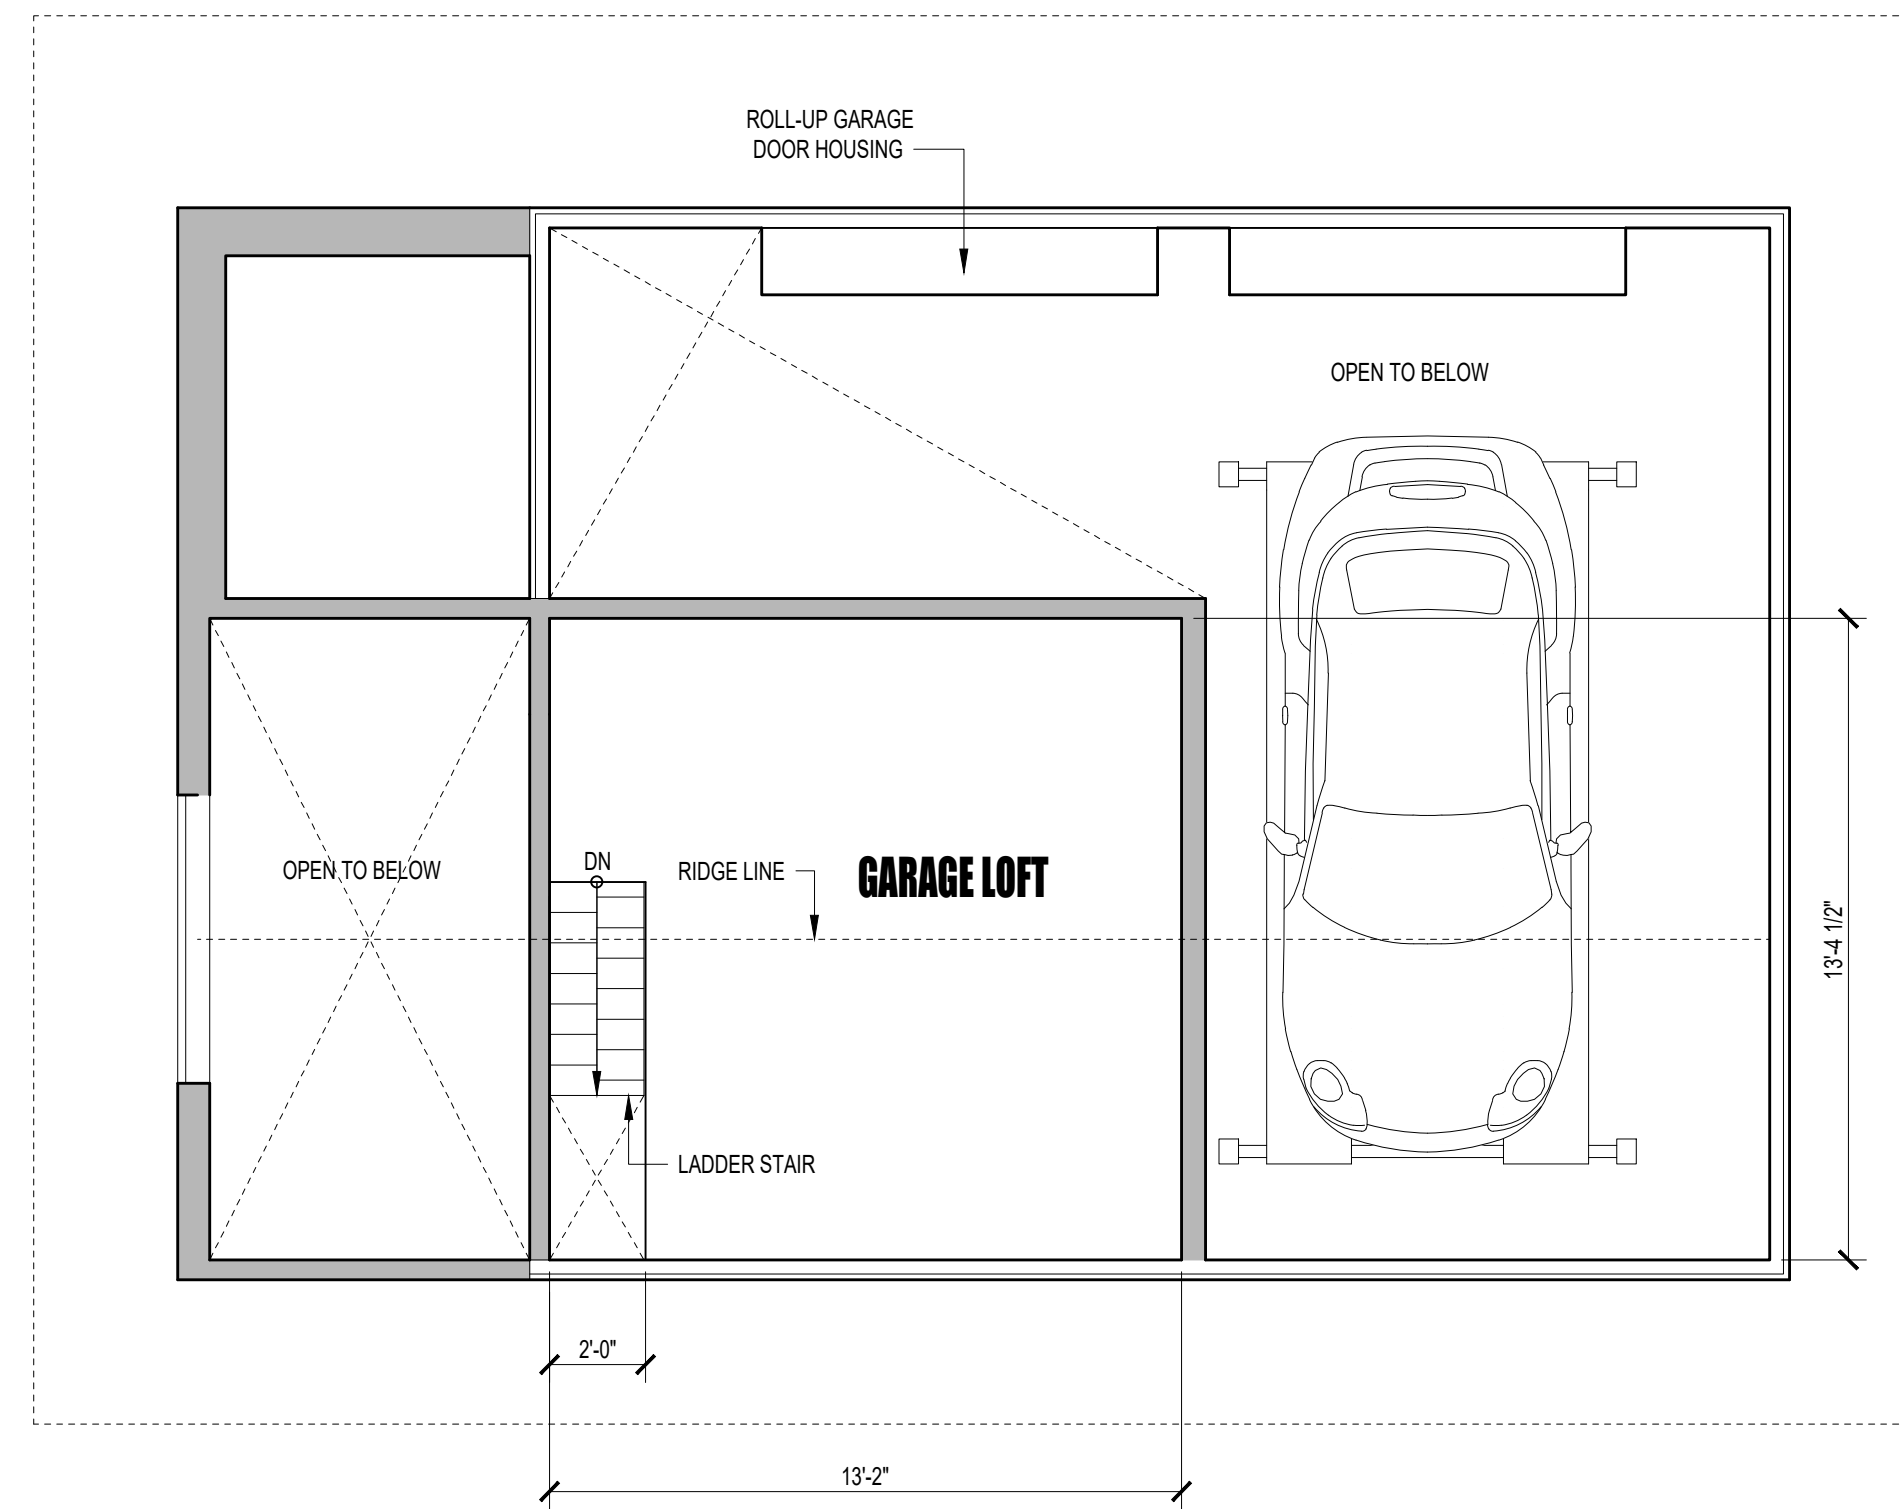 ROLL-UP GARAGE
DOOR HOUSING
OPEN TO BELOW
OPEN TO BELOW
DN
RIDGE LINE
GARAGE LOFT
13'-4 1/2"
LADDER STAIR
2'-0"
13'-2"